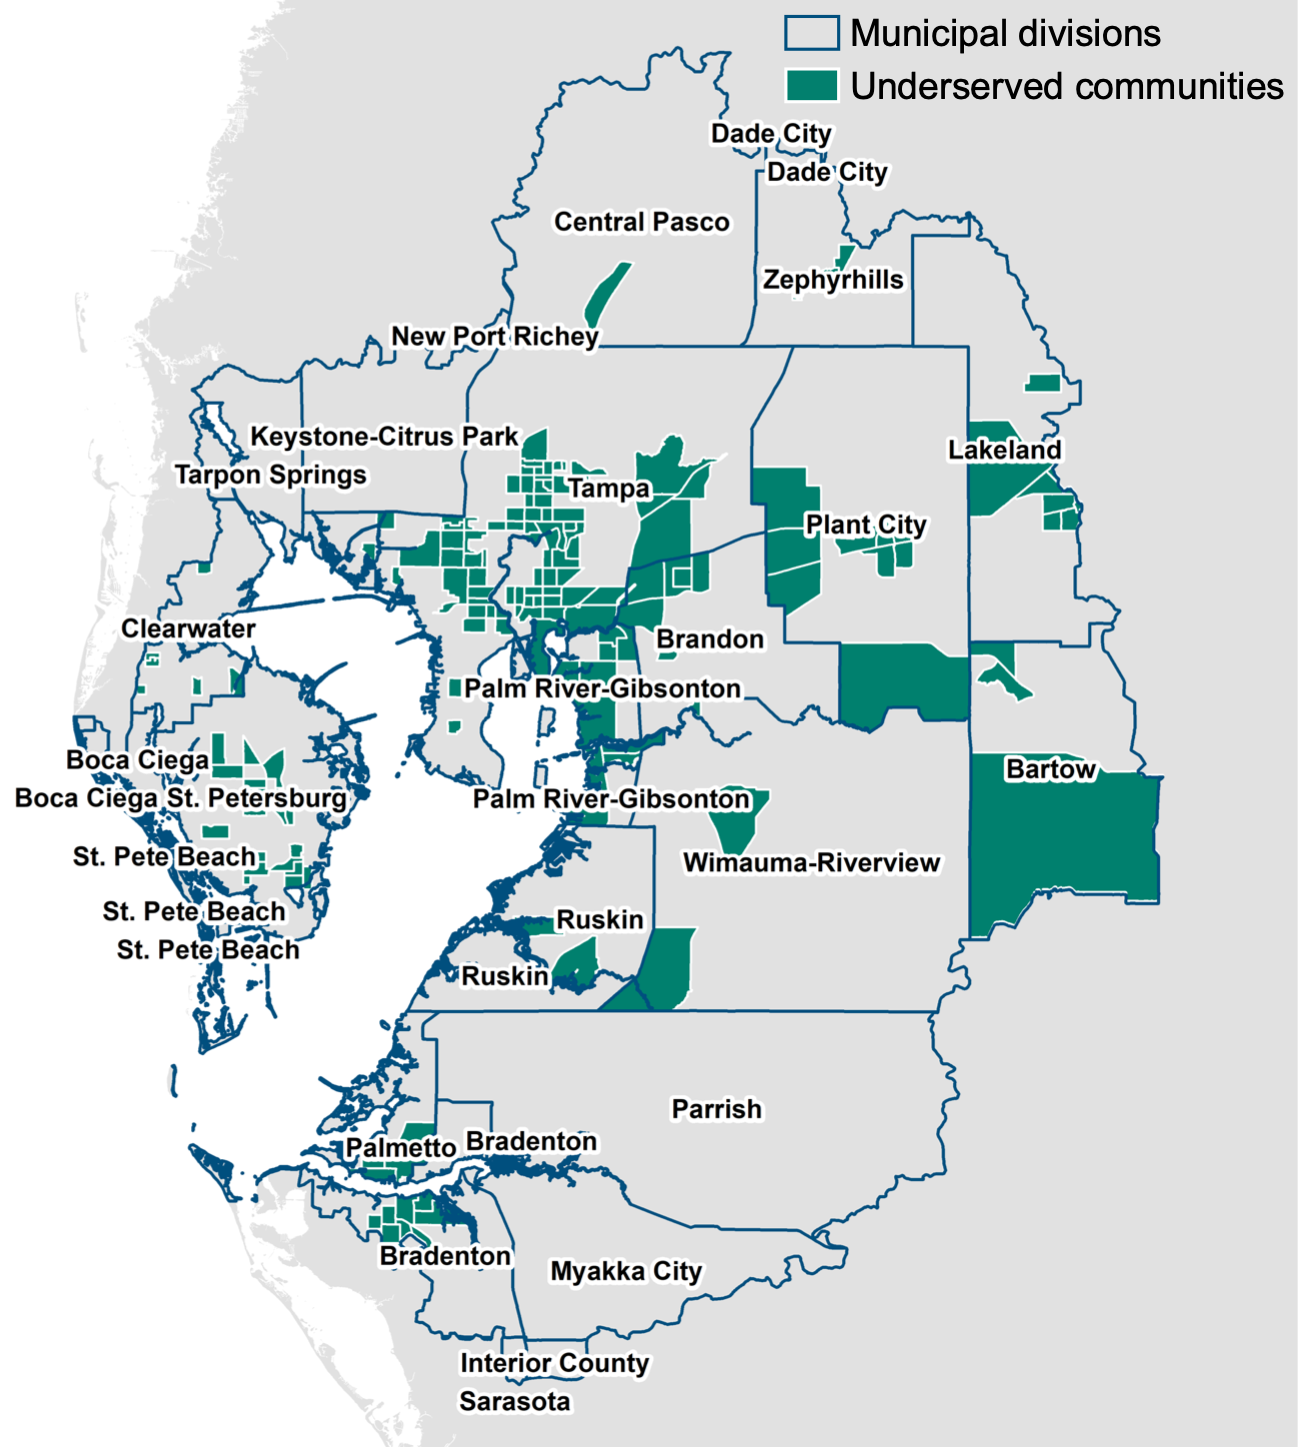 Municipal divisions
Underserved communities
Dade City
Dade City
Central Pasco
Zephyrhills
New Port Richey
Keystone-Citrus Park
Lakeland
Tarpon Springs
Tampa
Plant City
Clearwater
Brandon
Palm River-Gibsonton
Boca Ciega
Bartow
Boca Ciega
St. Petersburg
Palm River-Gibsonton
St. Pete Beach
Wimauma-Riverview
St. Pete Beach
Ruskin
St. Pete Beach
Ruskin
Parrish
Palmetto
Bradenton
Bradenton
Myakka City
Interior County
Sarasota